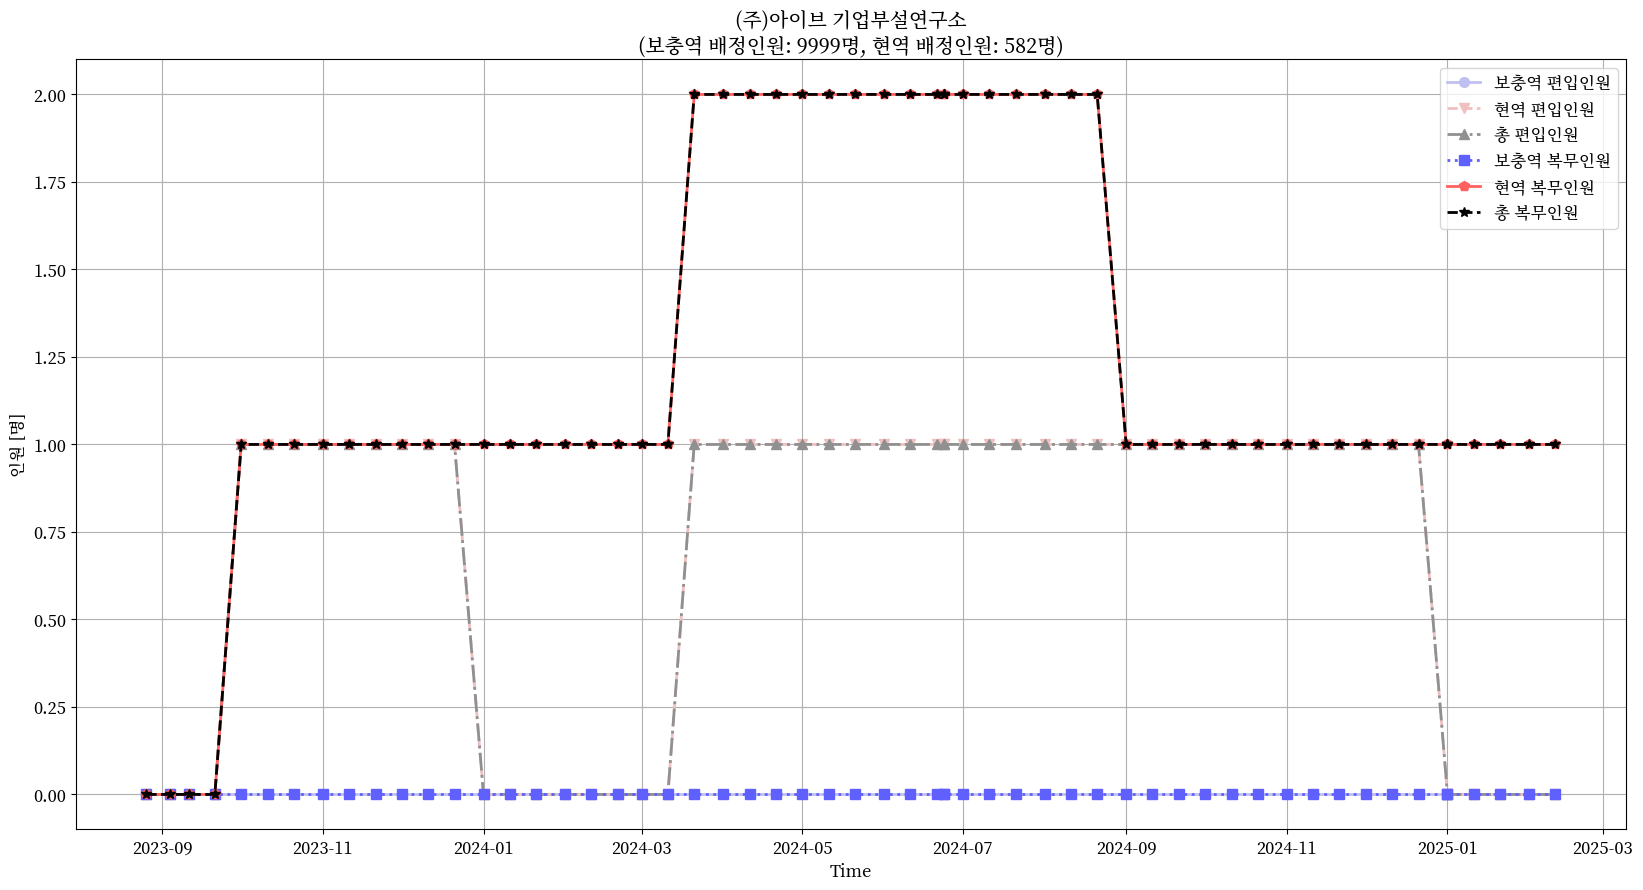 (주)아이브 기업부설연구소
(보충역 배정인원: 9999명, 현역 배정인원: 582명)
보충역 편입인원
현역 편입인원
총 편입인원
보충역 복무인원
현역 복무인원
총 복무인원
인원 [명]
2.00
1.75
1.50
1.25
1.00
0.75
0.50
0.25
0.00
2023-09
2023-11
2024-01
2024-03
2024-05
2024-07
2024-09
2024-11
2025-01
2025-03
Time